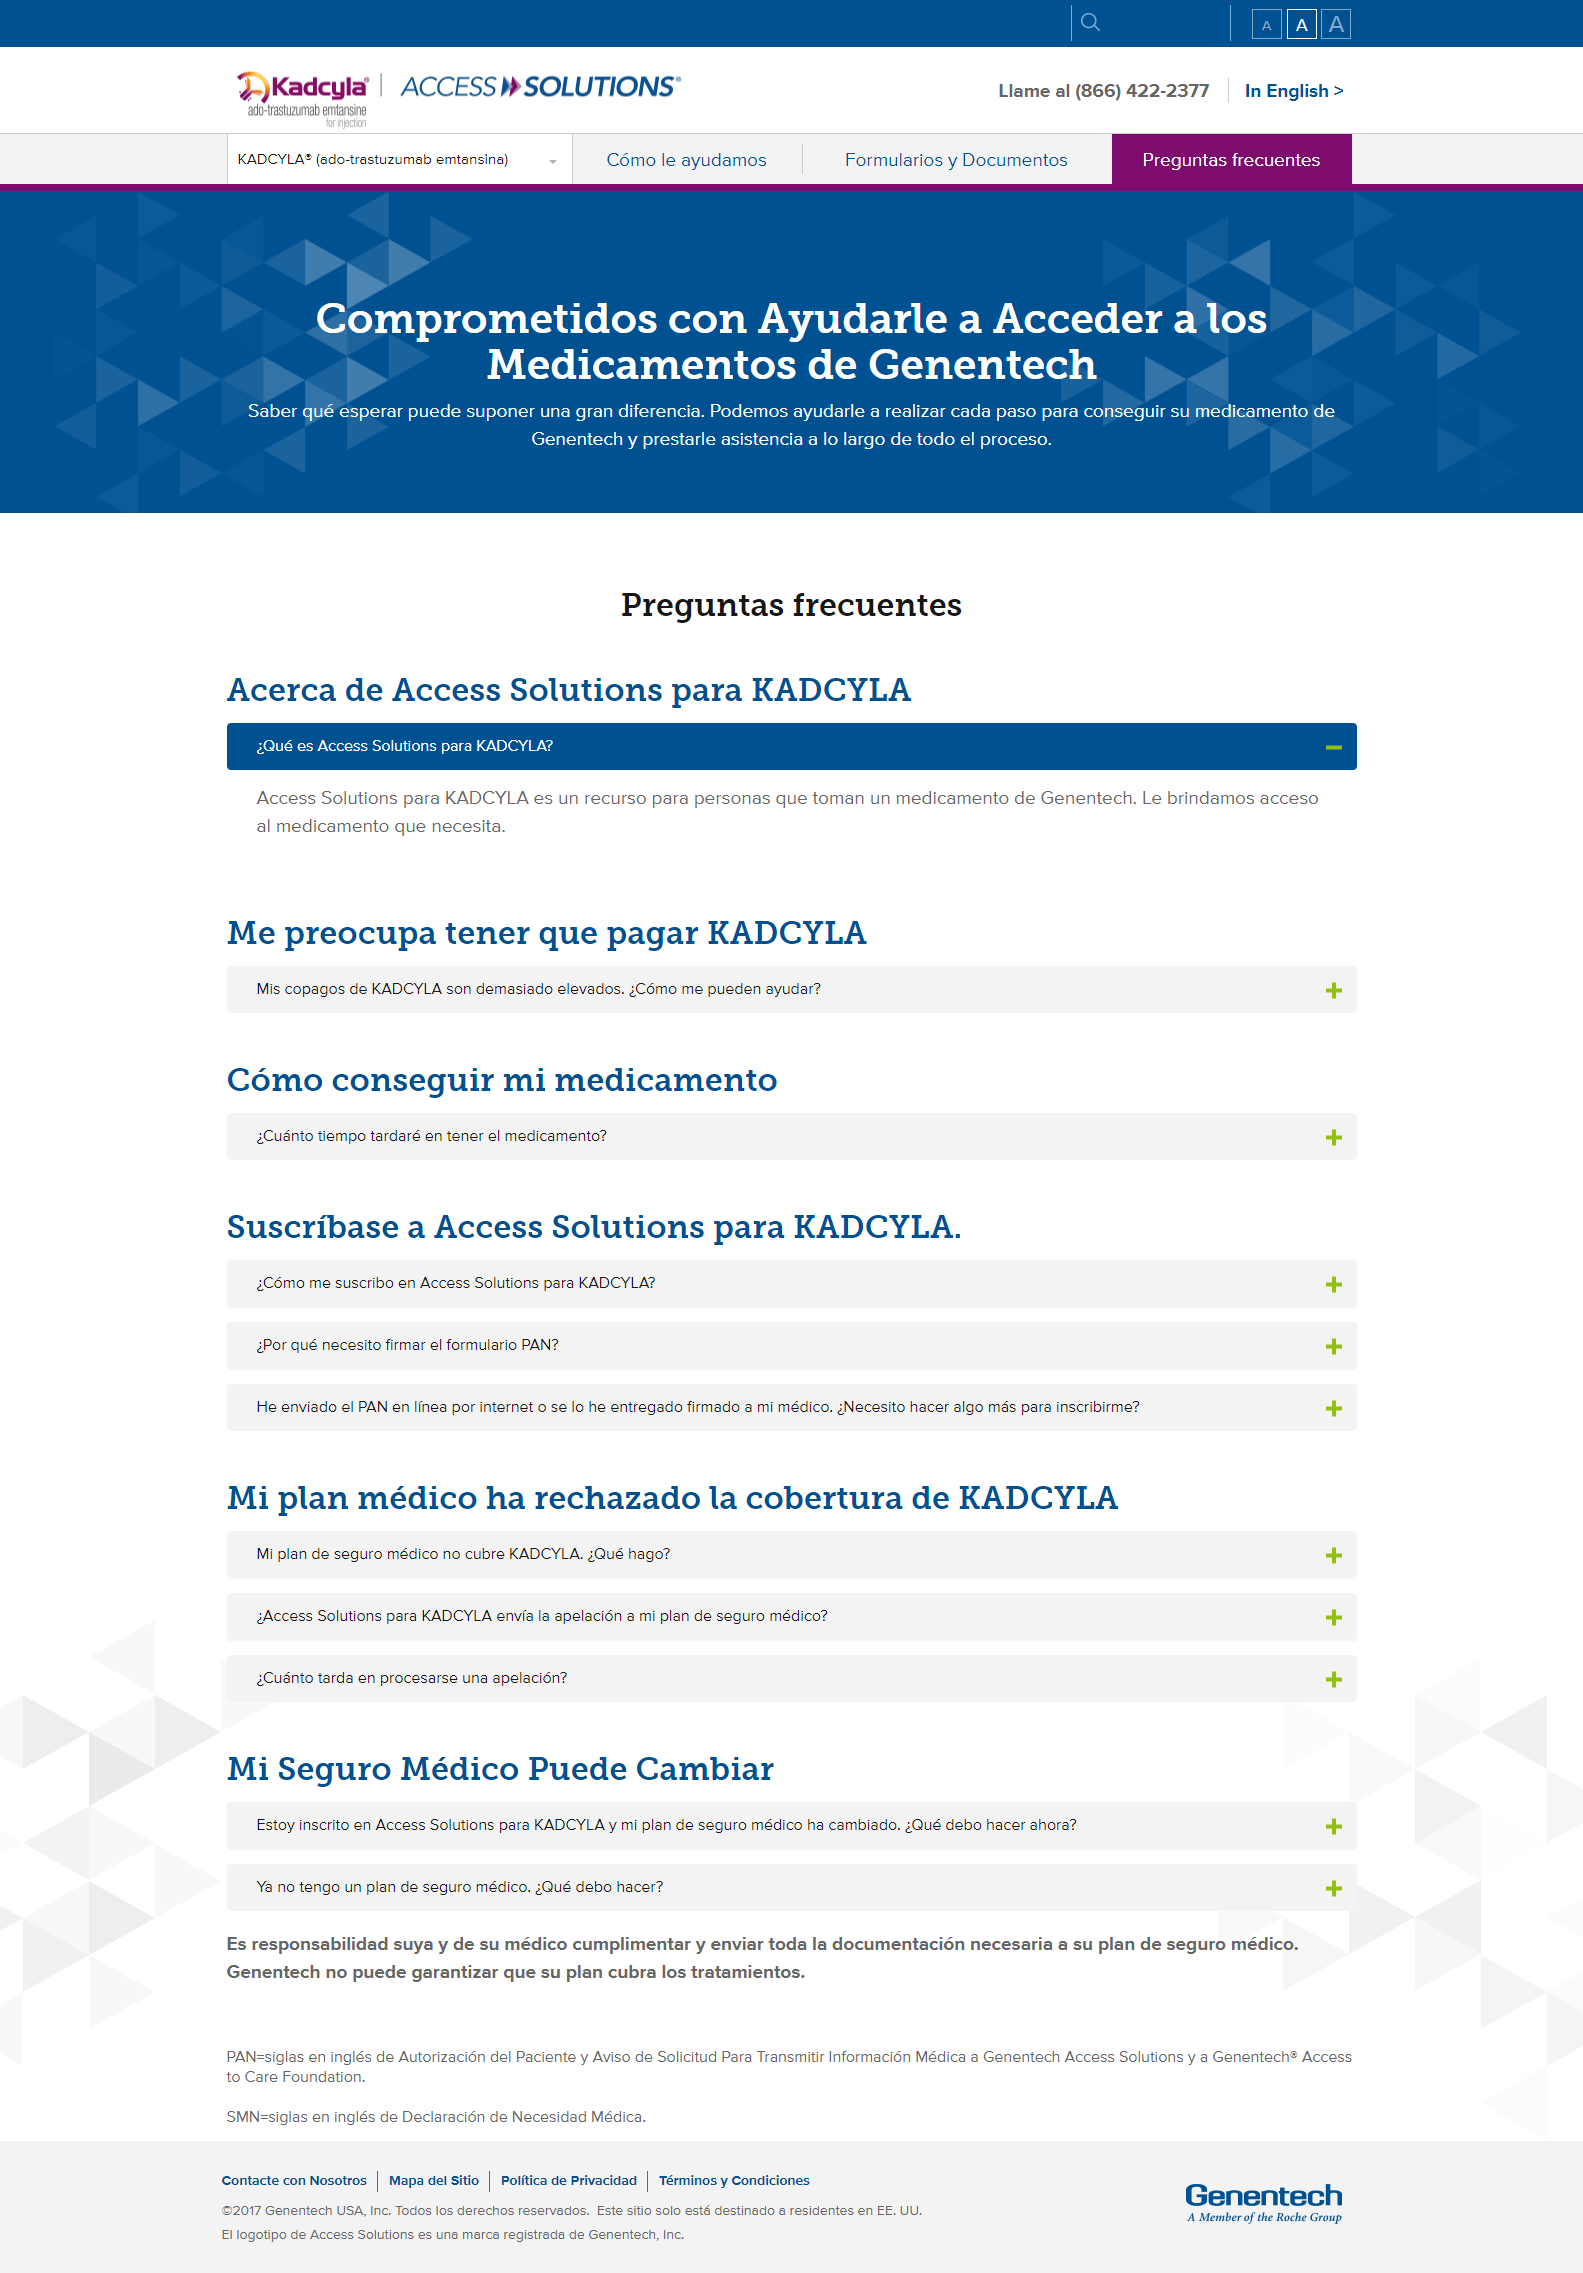 A A A
Kadcyla®
ado-trastuzumab emtansine
for injection
ACCESS SOLUTIONS®
Llame al (866) 422-2377
In English >
KADCYLA® (ado-trastuzumab emtansina)
Cómo le ayudamos
Formularios y Documentos
Preguntas frecuentes
Comprometidos con Ayudarle a Acceder a los
Medicamentos de Genentech
Saber qué esperar puede suponer una gran diferencia. Podemos ayudarle a realizar cada paso para conseguir su medicamento de
Genentech y prestarle asistencia a lo largo de todo el proceso.
Preguntas frecuentes
Acerca de Access Solutions para KADCYLA
¿Qué es Access Solutions para KADCYLA?
Access Solutions para KADCYLA es un recurso para personas que toman un medicamento de Genentech. Le brindamos acceso
al medicamento que necesita.
Me preocupa tener que pagar KADCYLA
Mis copagos de KADCYLA son demasiado elevados. ¿Cómo me pueden ayudar?
Cómo conseguir mi medicamento
¿Cuánto tiempo tardaré en tener el medicamento?
Suscríbase a Access Solutions para KADCYLA.
¿Cómo me suscribo en Access Solutions para KADCYLA?
¿Por qué necesito firmar el formulario PAN?
He enviado el PAN en línea por internet o se lo he entregado firmado a mi médico. ¿Necesito hacer algo más para inscribirme?
Mi plan médico ha rechazado la cobertura de KADCYLA
Mi plan de seguro médico no cubre KADCYLA. ¿Qué hago?
¿Access Solutions para KADCYLA envía la apelación a mi plan de seguro médico?
¿Cuánto tarda en procesarse una apelación?
Mi Seguro Médico Puede Cambiar
Estoy inscrito en Access Solutions para KADCYLA y mi plan de seguro médico ha cambiado. ¿Qué debo hacer ahora?
Ya no tengo un plan de seguro médico. ¿Qué debo hacer?
Es responsabilidad suya y de su médico cumplimentar y enviar toda la documentación necesaria a su plan de seguro médico.
Genentech no puede garantizar que su plan cubra los tratamientos.
PAN=siglas en inglés de Autorización del Paciente y Aviso de Solicitud Para Transmitir Información Médica a Genentech Access Solutions y a Genentech® Access
to Care Foundation.
SMN=siglas en inglés de Declaración de Necesidad Médica.
Contacte con Nosotros
Mapa del Sitio
Política de Privacidad
Términos y Condiciones
©2017 Genentech USA, Inc. Todos los derechos reservados. Este sitio solo está destinado a residentes en EE. UU.
El logotipo de Access Solutions es una marca registrada de Genentech, Inc.
Genentech
A Member of the Roche Group